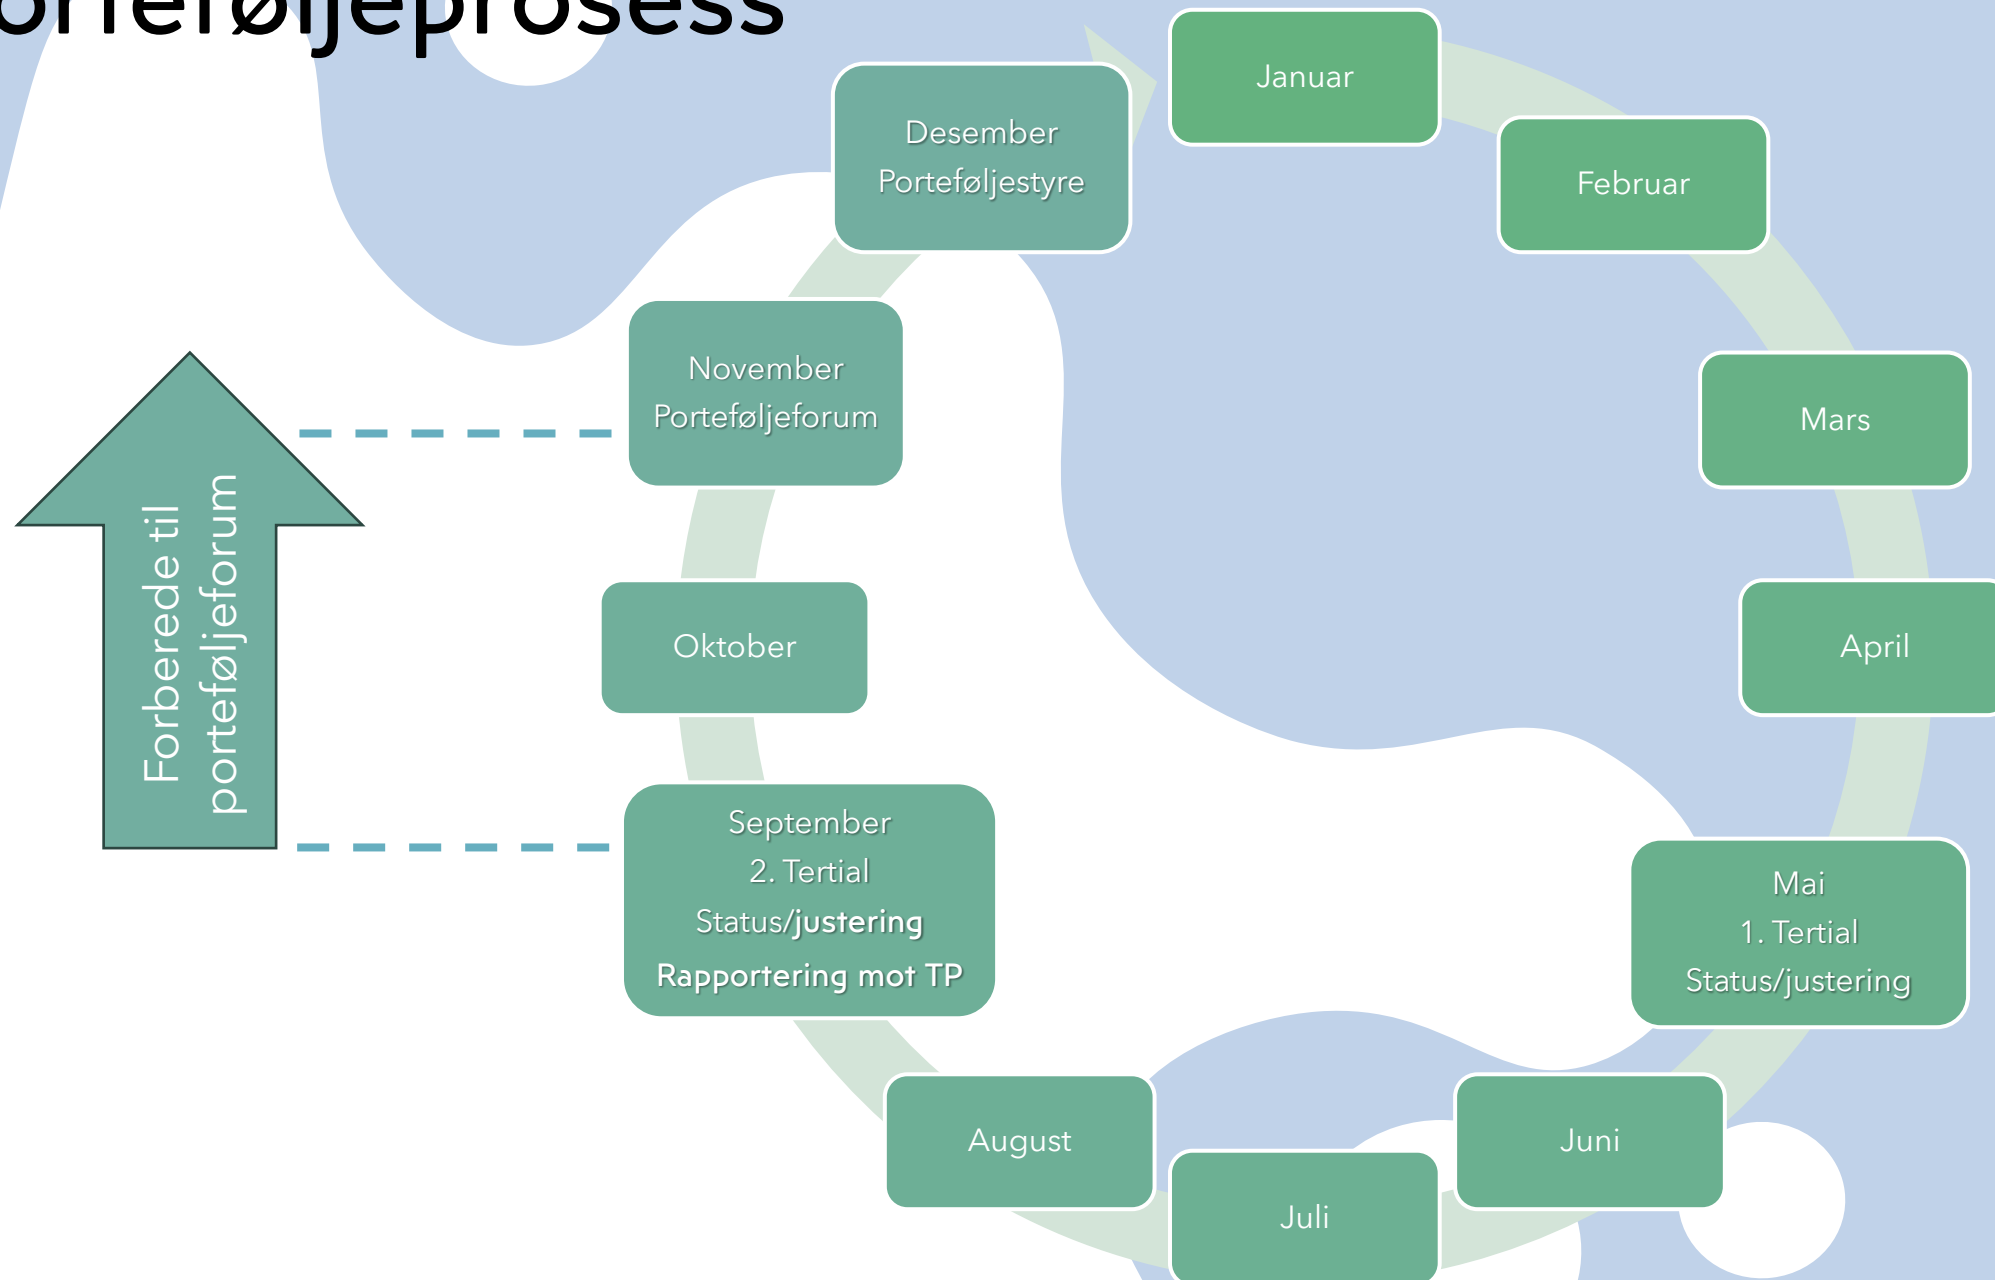 orteføljeprosess
Januar
Februar
Mars
April
Mai
1. Tertial
Status/justering
Juni
Juli
August
September
2. Tertial
Status/justering
Rapportering mot TP
Oktober
November
Porteføljeforum
Desember
Porteføljestyre
Forberede til
porteføljeforum